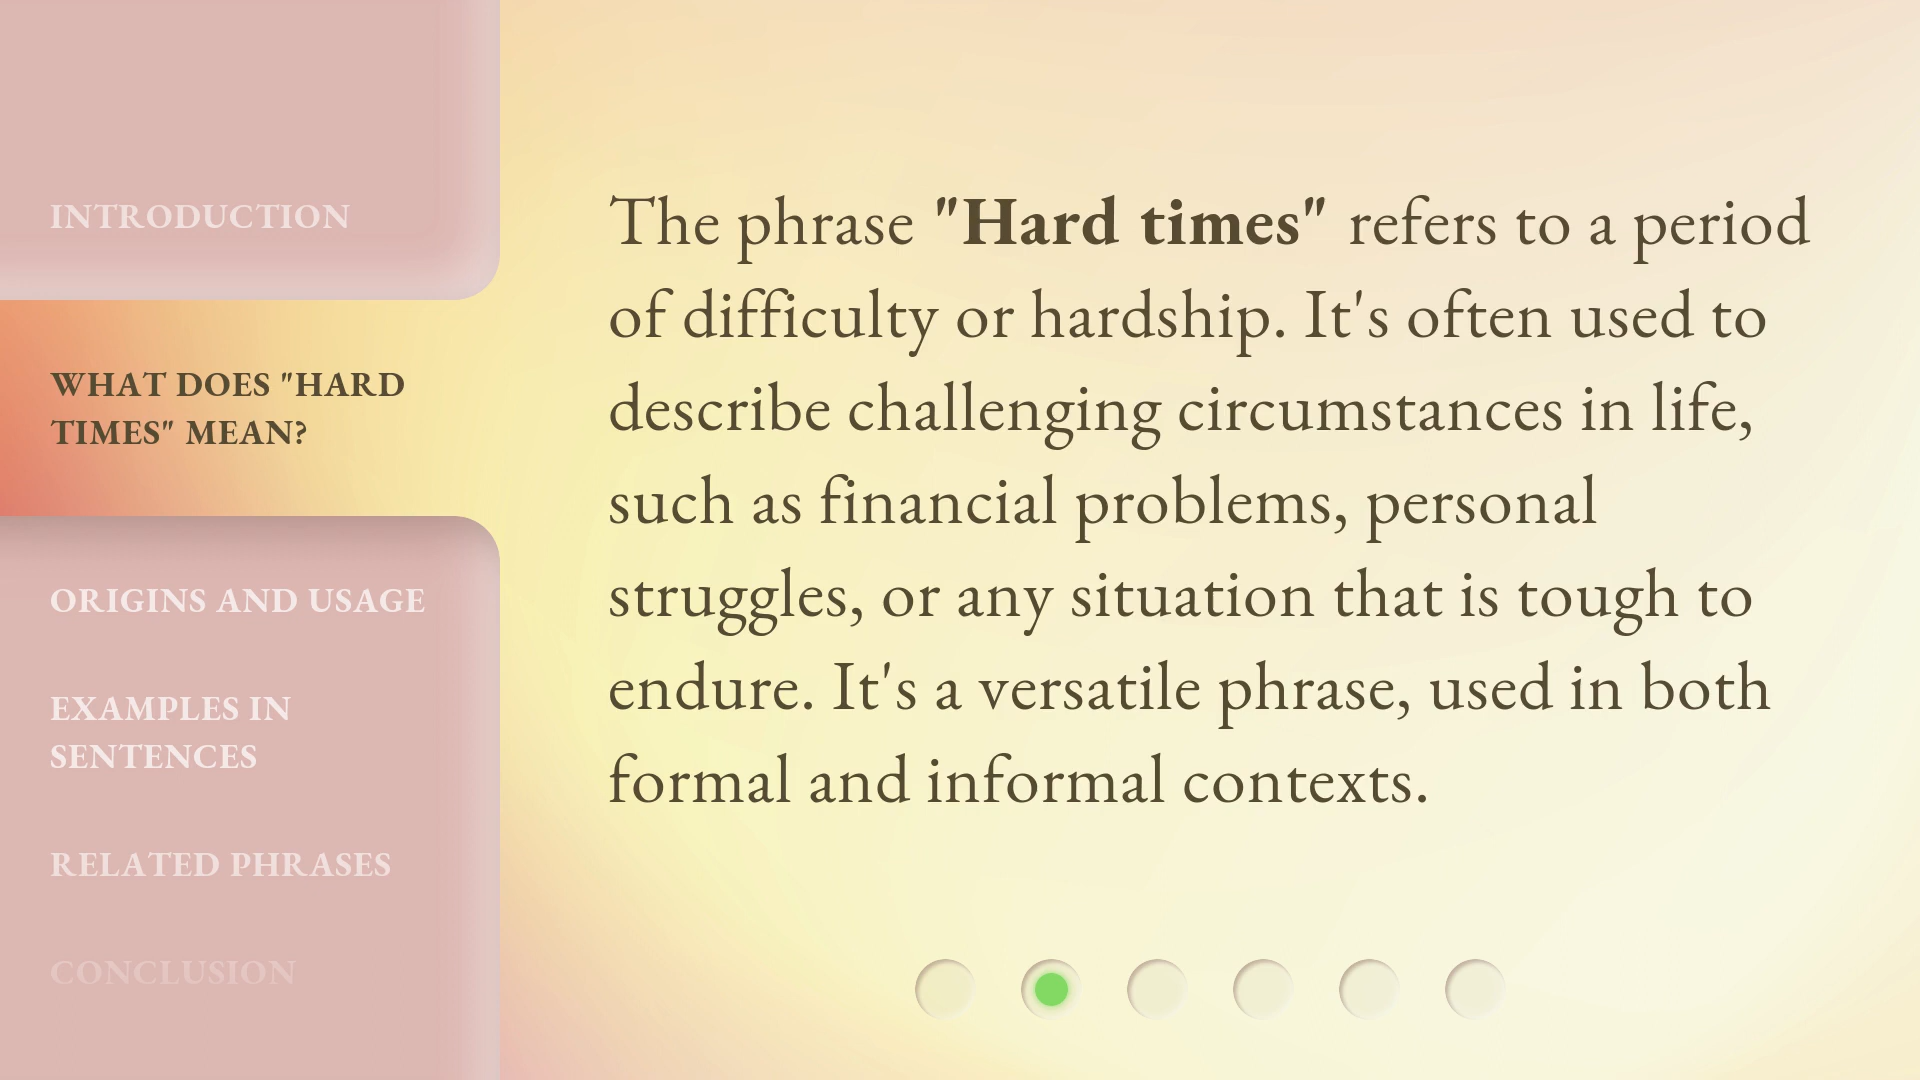 INTRODUCTION
WHAT DOES "HARD
TIMES" MEAN?
ORIGINS AND USAGE
EXAMPLES IN
SENTENCES
RELATED PHRASES
CONCLUSION
The phrase "Hard times" refers to a period
of difficulty or hardship. It's often used to
describe challenging circumstances in life,
such as financial problems, personal
struggles, or any situation that is tough to
endure. It's a versatile phrase, used in both
formal and informal contexts.